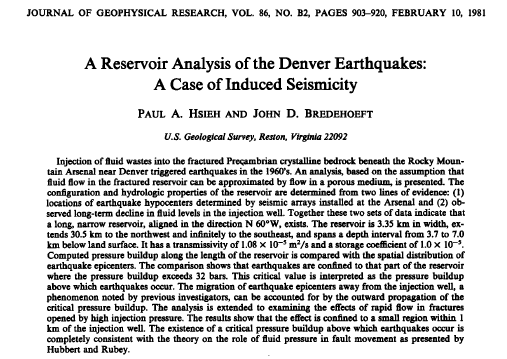 JOURNAL OF GEOPHYSICAL RESEARCH, VOL. 86, NO. B2, PAGES 903–920, FEBRUARY 10, 1981
A Reservoir Analysis of the Denver Earthquakes:
A Case of Induced Seismicity
PAUL A. HSIEH AND JOHN D. BREDEHOEFT
U.S. Geological Survey, Reston, Virginia 22092
Injection of fluid wastes into the fractured Precambrian crystalline bedrock beneath the Rocky Moun-
tain Arsenal near Denver triggered earthquakes in the 1960's. An analysis, based on the assumption that
fluid flow in the fractured reservoir can be approximated by flow in a porous medium, is presented. The
configuration and hydrologic properties of the reservoir are determined from two lines of evidence: (1)
locations of earthquake hypocenters determined by seismic arrays installed at the Arsenal and (2) ob-
served long-term decline in fluid levels in the injection well. Together these two sets of data indicate that
a long, narrow reservoir, aligned in the direction N 60°W, exists. The reservoir is 3.35 km in width, ex-
tends 30.5 km to the northwest and infinitely to the southeast, and spans a depth interval from 3.7 to 7.0
km below land surface. It has a transmissivity of 1.08 × 10⁻⁵ m²/s and a storage coefficient of 1.0 × 10⁻⁵.
Computed pressure buildup along the length of the reservoir is compared with the spatial distribution of
earthquake epicenters. The comparison shows that earthquakes are confined to that part of the reservoir
where the pressure buildup exceeds 32 bars. This critical value is interpreted as the pressure buildup
above which earthquakes occur. The migration of earthquake epicenters away from the injection well, a
phenomenon noted by previous investigators, can be accounted for by the outward propagation of the
critical pressure buildup. The analysis is extended to examining the effects of rapid flow in fractures
opened by high injection pressure. The results show that the effect is confined to a small region within 1
km of the injection well. The existence of a critical pressure buildup above which earthquakes occur is
completely consistent with the theory on the role of fluid pressure in fault movement as presented by
Hubbert and Rubey.